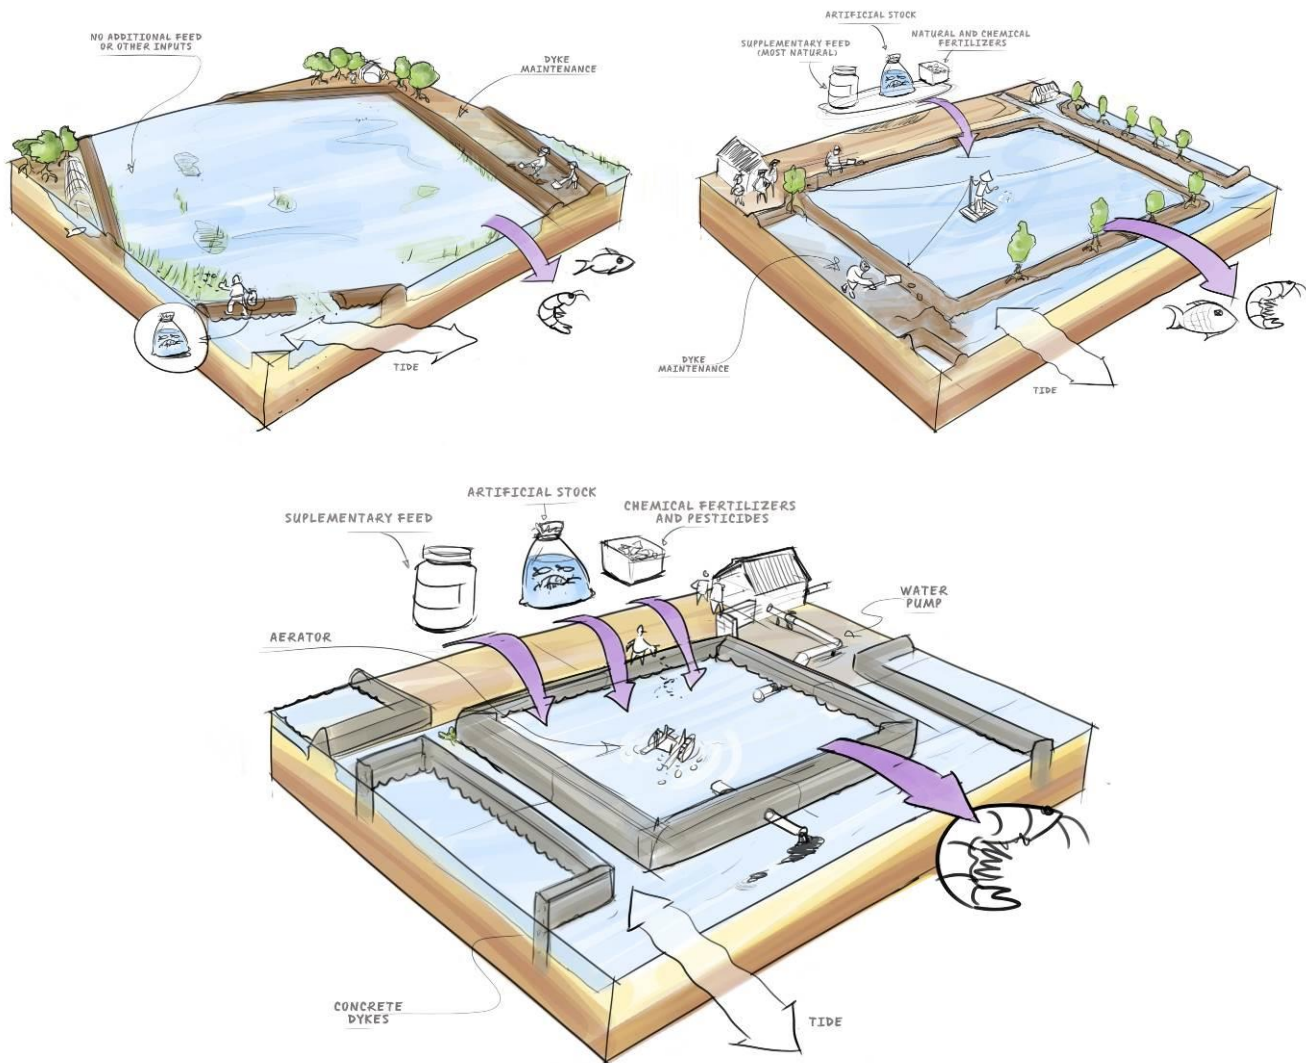 NO ADDITIONAL FEED
OR OTHER INPUTS
DYKE
MAINTENANCE
TIDE
ARTIFICIAL STOCK
SUPPLEMENTARY FEED
(MOST NATURAL)
NATURAL AND CHEMICAL
FERTILIZERS
DYKE
MAINTENANCE
TIDE
ARTIFICIAL STOCK
SUPLEMENTARY FEED
CHEMICAL FERTILIZERS
AND PESTICIDES
WATER
PUMP
AERATOR
CONCRETE
DYKES
TIDE